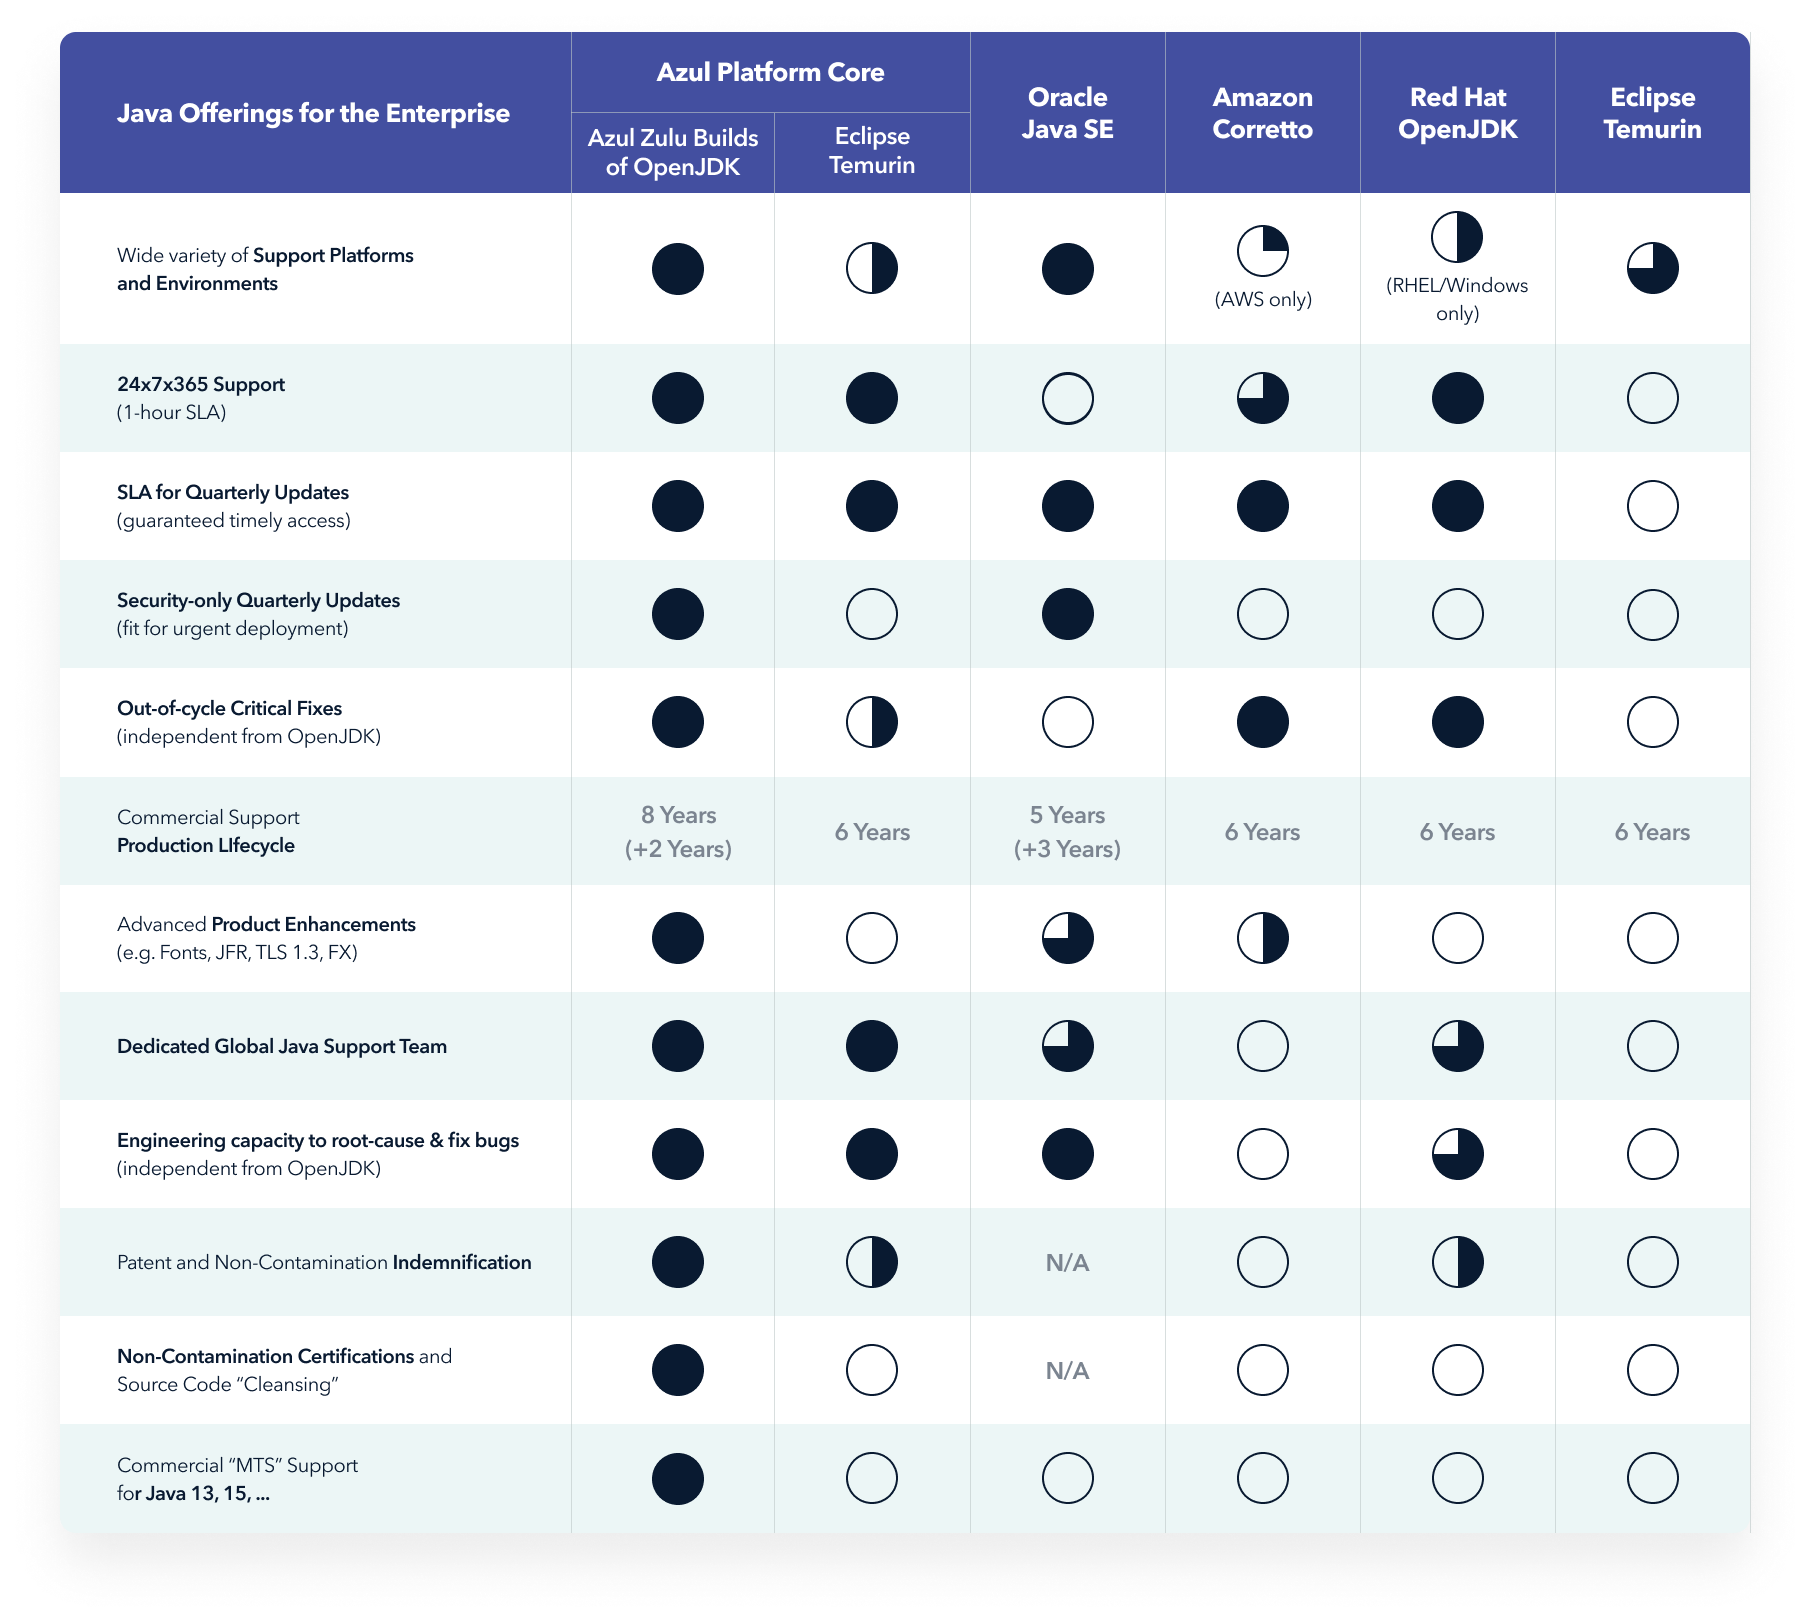 Java Offerings for the Enterprise
Azul Platform Core
Azul Zulu Builds
of OpenJDK
Eclipse
Temurin
Oracle
Java SE
Amazon
Corretto
Red Hat
OpenJDK
Eclipse
Temurin
Wide variety of Support Platforms
and Environments
(AWS only)
(RHEL/Windows
only)
24x7x365 Support
(1-hour SLA)
SLA for Quarterly Updates
(guaranteed timely access)
Security-only Quarterly Updates
(fit for urgent deployment)
Out-of-cycle Critical Fixes
(independent from OpenJDK)
Commercial Support
Production LIfecycle
8 Years
(+2 Years)
6 Years
5 Years
(+3 Years)
6 Years
6 Years
6 Years
Advanced Product Enhancements
(e.g. Fonts, JFR, TLS 1.3, FX)
Dedicated Global Java Support Team
Engineering capacity to root-cause & fix bugs
(independent from OpenJDK)
Patent and Non-Contamination Indemnification
N/A
Non-Contamination Certifications and
Source Code “Cleansing”
N/A
Commercial “MTS” Support
for Java 13, 15, ...